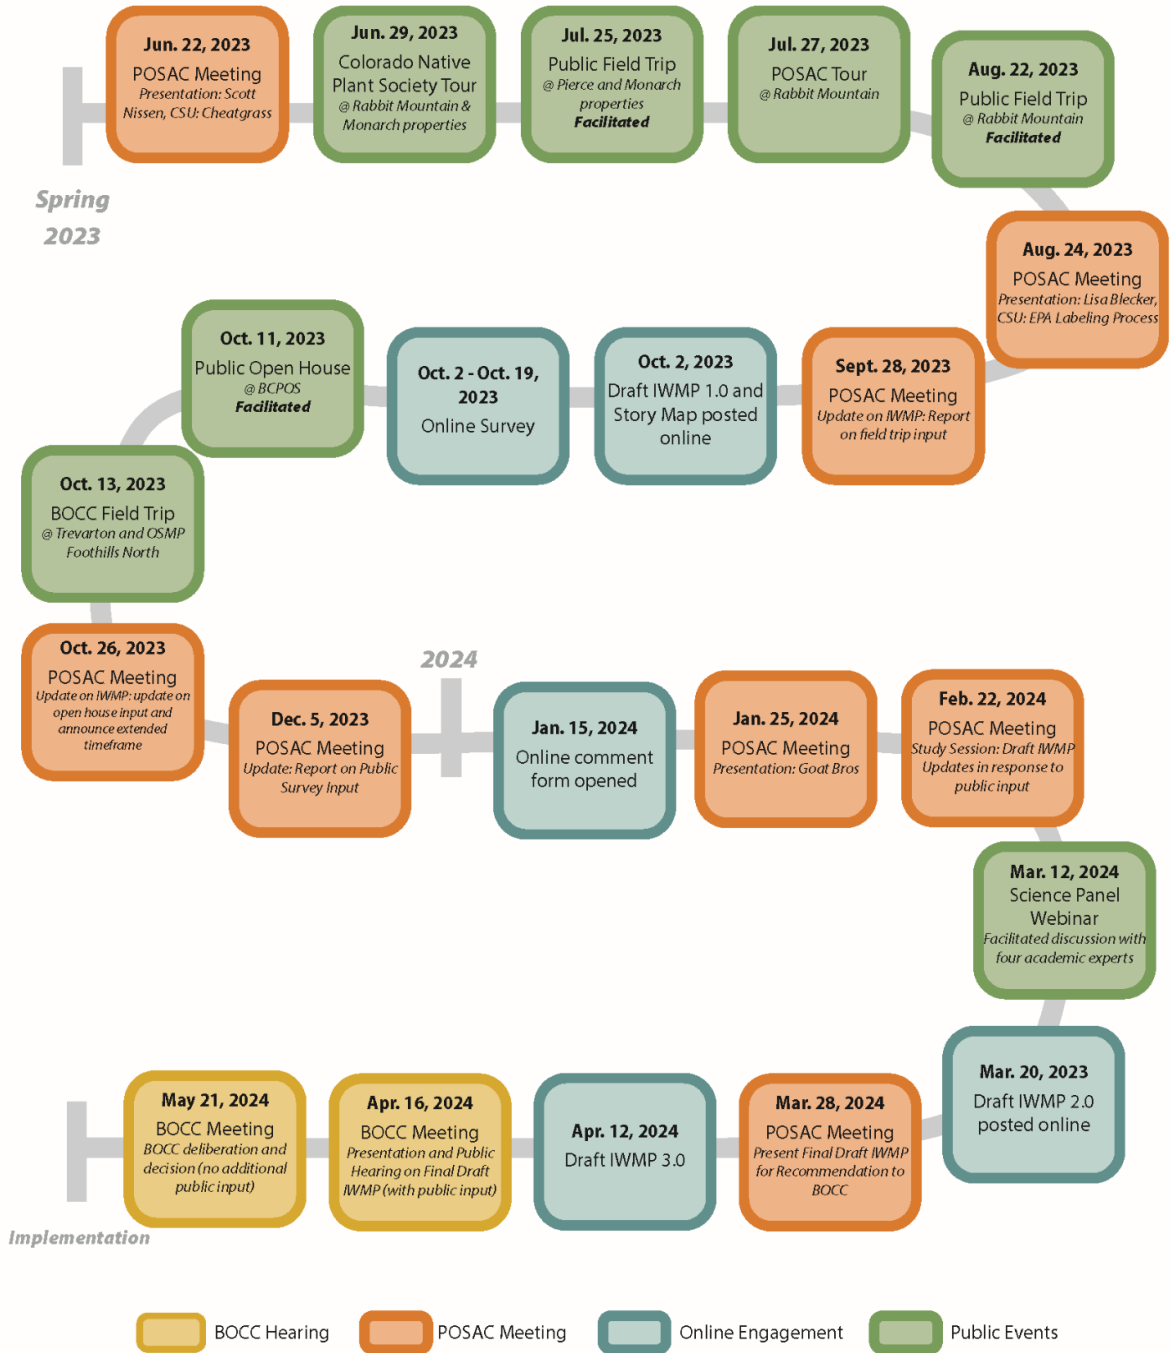 Jun. 22, 2023
POSAC Meeting
Presentation: Scott
Nissen, CSU: Cheatgrass
Jun. 29, 2023
Colorado Native
Plant Society Tour
@ Rabbit Mountain &
Monarch properties
Jul. 25, 2023
Public Field Trip
@ Pierce and Monarch
properties
Facilitated
Jul. 27, 2023
POSAC Tour
@ Rabbit Mountain
Aug. 22, 2023
Public Field Trip
@ Rabbit Mountain
Facilitated
Spring
2023
Aug. 24, 2023
POSAC Meeting
Presentation: Lisa Blecker,
CSU: EPA Labeling Process
Sept. 28, 2023
POSAC Meeting
Update on IWMP: Report
on field trip input
Oct. 2, 2023
Draft IWMP 1.0 and
Story Map posted
online
Oct. 2 - Oct. 19,
2023
Online Survey
Oct. 11, 2023
Public Open House
@ BCPOS
Facilitated
Oct. 13, 2023
BOCC Field Trip
@ Trevarton and OSMP
Foothills North
Oct. 26, 2023
POSAC Meeting
Update on IWMP: update on
open house input and
announce extended
timeframe
Dec. 5, 2023
POSAC Meeting
Update: Report on Public
Survey Input
2024
Jan. 15, 2024
Online comment
form opened
Jan. 25, 2024
POSAC Meeting
Presentation: Goat Bros
Feb. 22, 2024
POSAC Meeting
Study Session: Draft IWMP
Updates in response to
public input
Mar. 12, 2024
Science Panel
Webinar
Facilitated discussion with
four academic experts
Mar. 20, 2023
Draft IWMP 2.0
posted online
Mar. 28, 2024
POSAC Meeting
Present Final Draft IWMP
for Recommendation to
BOCC
Apr. 12, 2024
Draft IWMP 3.0
Apr. 16, 2024
BOCC Meeting
Presentation and Public
Hearing on Final Draft
IWMP (with public input)
May 21, 2024
BOCC Meeting
BOCC deliberation and
decision (no additional
public input)
Implementation
BOCC Hearing
POSAC Meeting
Online Engagement
Public Events